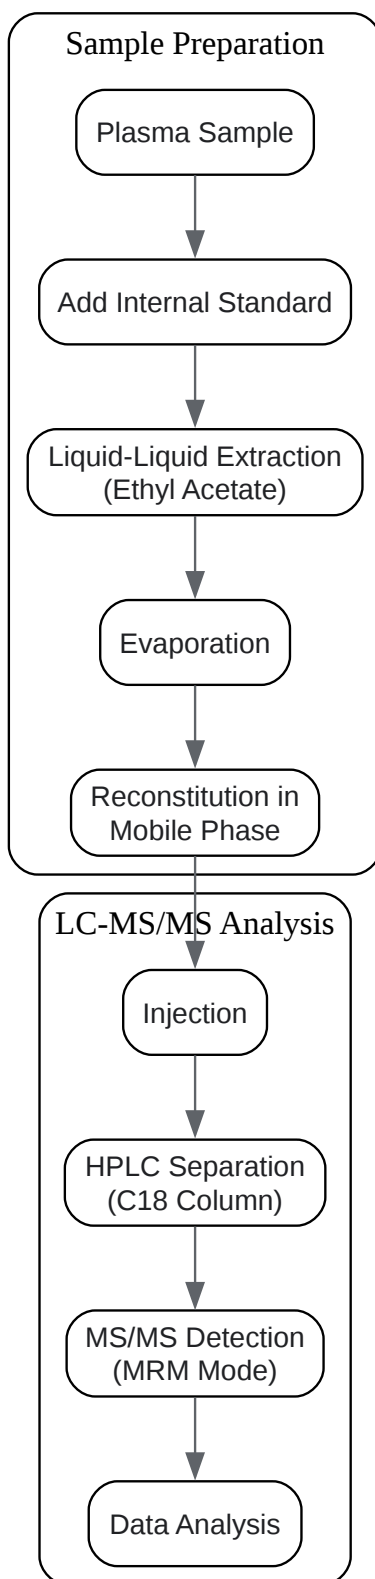 Sample Preparation
Plasma Sample
Add Internal Standard
Liquid-Liquid Extraction
(Ethyl Acetate)
Evaporation
Reconstitution in
Mobile Phase
LC-MS/MS Analysis
Injection
HPLC Separation
(C18 Column)
MS/MS Detection
(MRM Mode)
Data Analysis